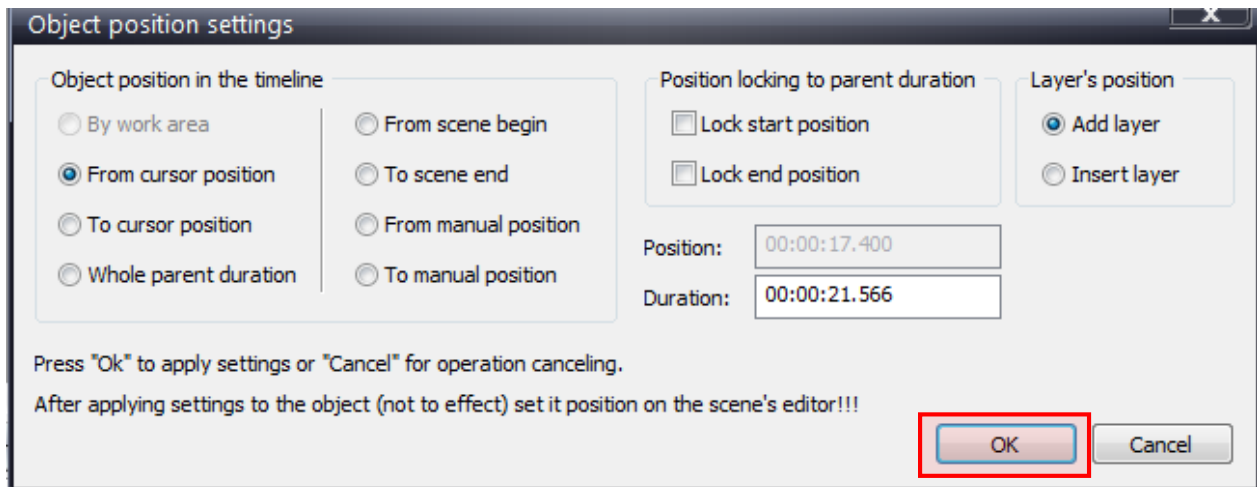 Object position settings
X
Object position in the timeline
By work area
From cursor position
To cursor position
Whole parent duration
From scene begin
To scene end
From manual position
To manual position
Position locking to parent duration
Lock start position
Lock end position
Layer's position
Add layer
Insert layer
Position: 00:00:17.400
Duration: 00:00:21.566
Press "Ok" to apply settings or "Cancel" for operation canceling.
After applying settings to the object (not to effect) set it position on the scene's editor!!!
OK Cancel